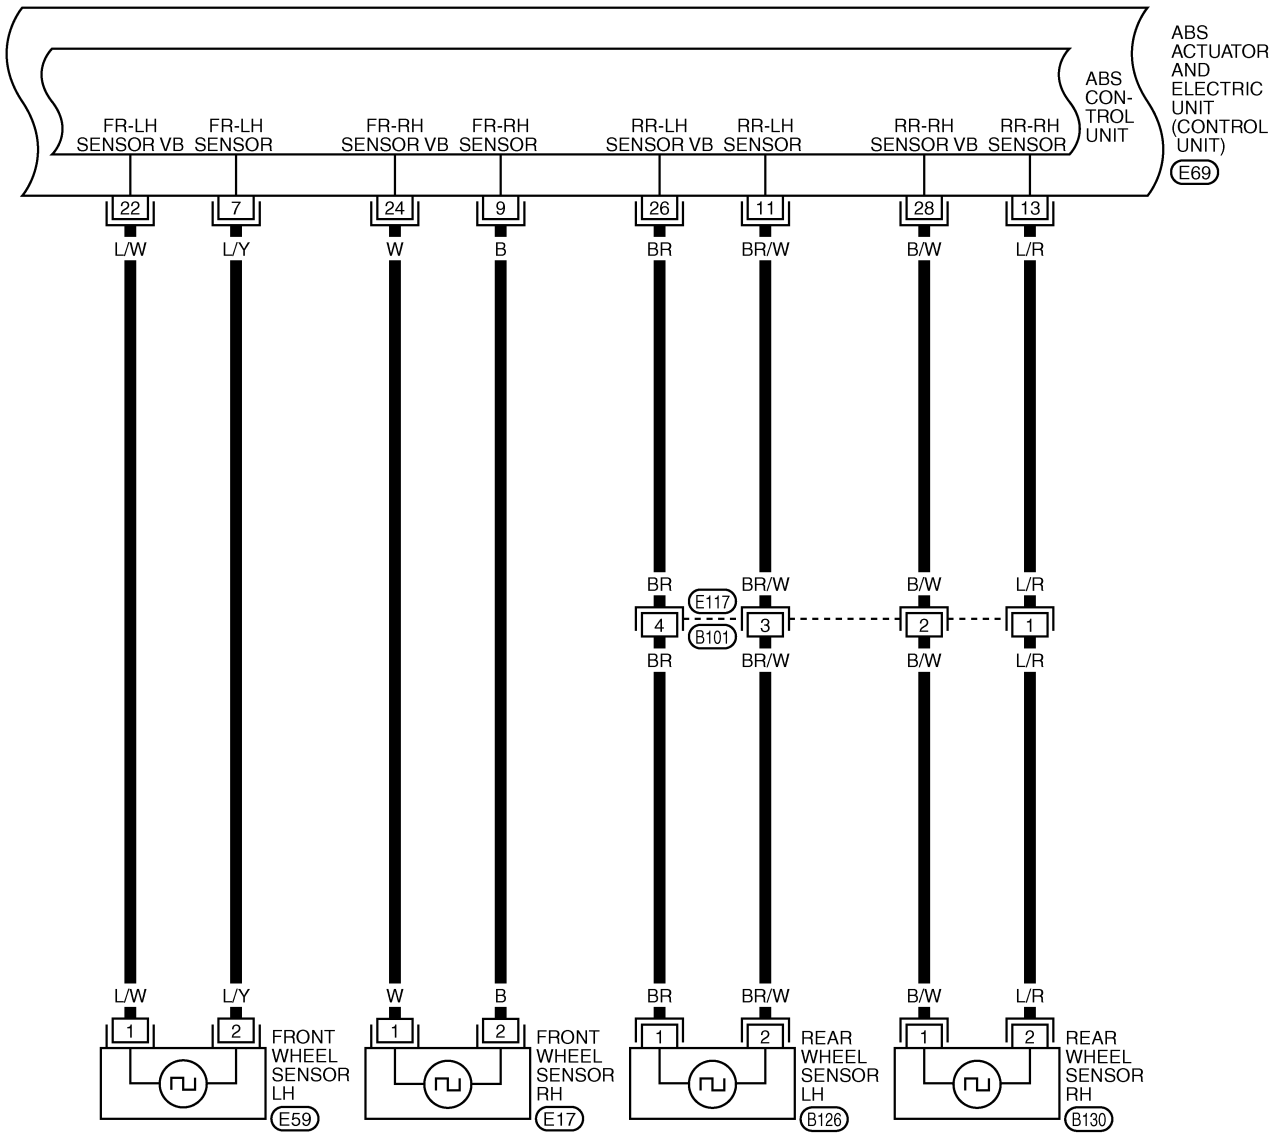 ABS
ACTUATOR
AND
ELECTRIC
UNIT
(CONTROL
UNIT)
E69
ABS
CON-
TROL
UNIT
FR-LH
SENSOR VB
FR-LH
SENSOR
FR-RH
SENSOR VB
FR-RH
SENSOR
RR-LH
SENSOR VB
RR-LH
SENSOR
RR-RH
SENSOR VB
RR-RH
SENSOR
22 7 24 9 26 11 28 13
L/W L/Y W B BR BR/W B/W L/R
BR BR/W B/W L/R
E117
4 3 2 1
B101
BR BR/W B/W L/R
L/W L/Y W B BR BR/W B/W L/R
1 2 1 2 1 2 1 2
FRONT
WHEEL
SENSOR
LH
E59
FRONT
WHEEL
SENSOR
RH
E17
REAR
WHEEL
SENSOR
LH
B126
REAR
WHEEL
SENSOR
RH
B130